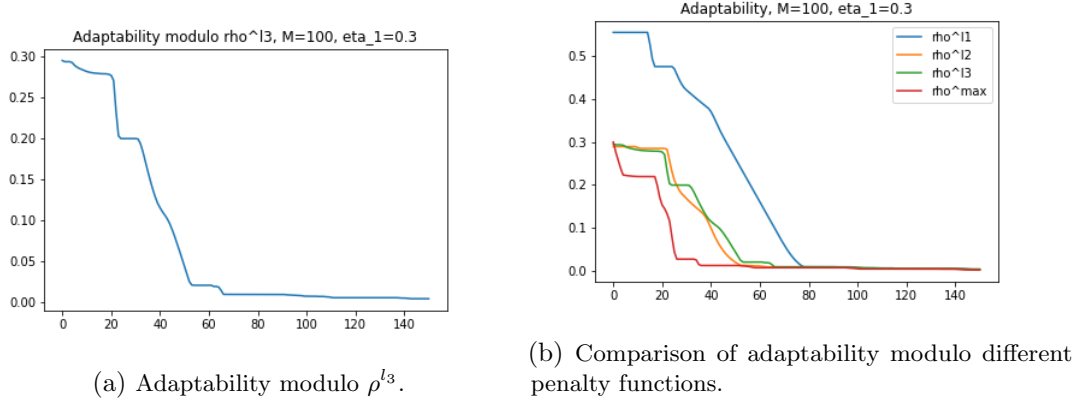 Adaptability modulo rho^l3, M=100, eta_1=0.3
0.30
0.25
0.20
0.15
0.10
0.05
0.00
0 20 40 60 80 100 120 140
(a) Adaptability modulo ρ^{l_3}.
Adaptability, M=100, eta_1=0.3
rho^l1
rho^l2
rho^l3
rho^max
0.5
0.4
0.3
0.2
0.1
0.0
0 20 40 60 80 100 120 140
(b) Comparison of adaptability modulo different
penalty functions.